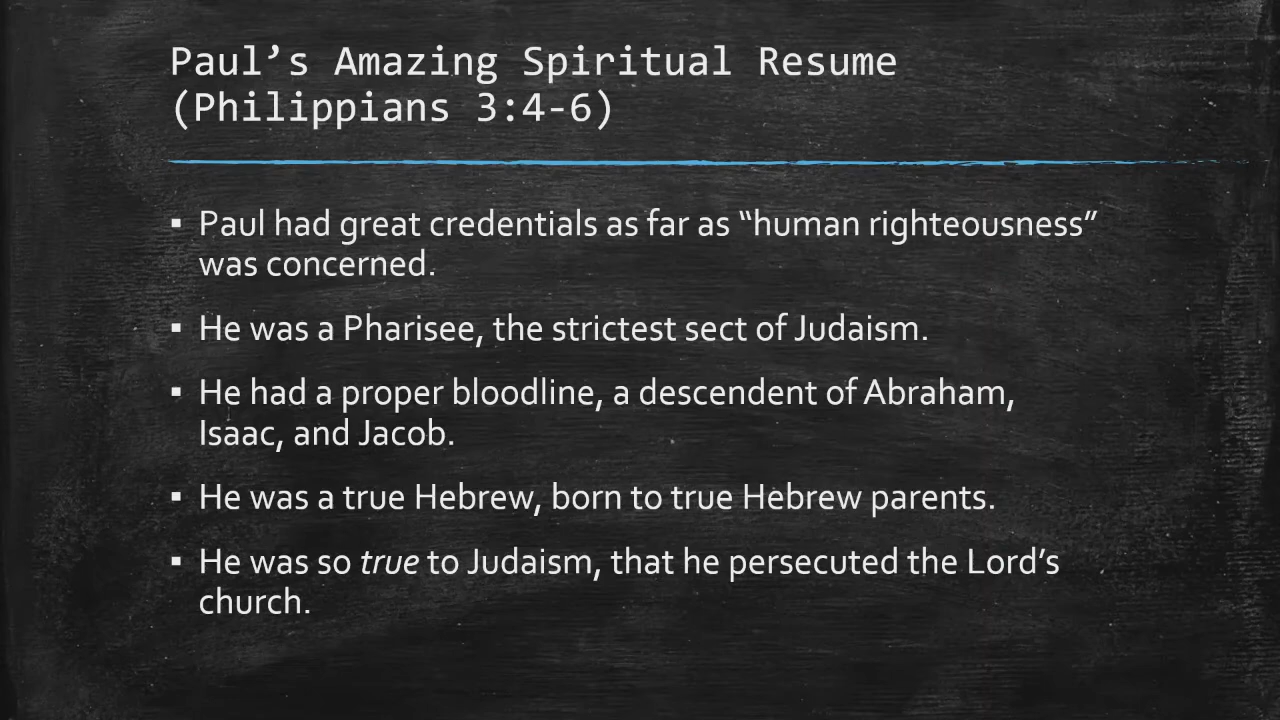 Paul’s Amazing Spiritual Resume
(Philippians 3:4-6)
▪ Paul had great credentials as far as “human righteousness”
was concerned.
▪ He was a Pharisee, the strictest sect of Judaism.
▪ He had a proper bloodline, a descendent of Abraham,
Isaac, and Jacob.
▪ He was a true Hebrew, born to true Hebrew parents.
▪ He was so true to Judaism, that he persecuted the Lord’s
church.